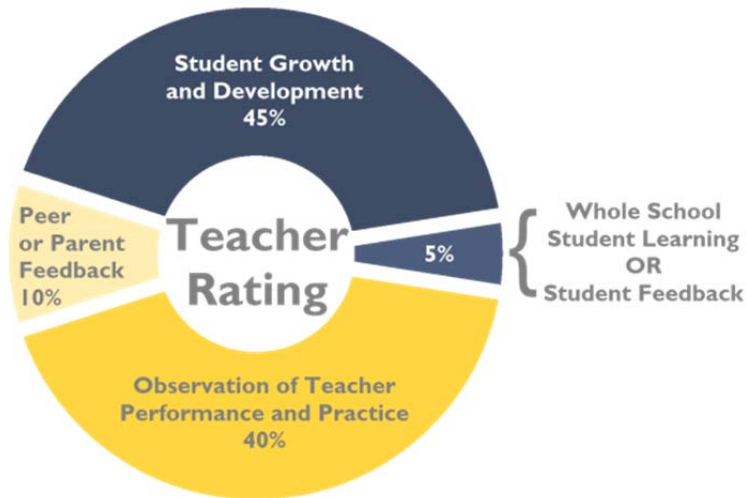 Student Growth
and Development
45%
Peer
or Parent
Feedback
10%
Teacher
Rating
5%
{
Whole School
Student Learning
OR
Student Feedback
Observation of Teacher
Performance and Practice
40%